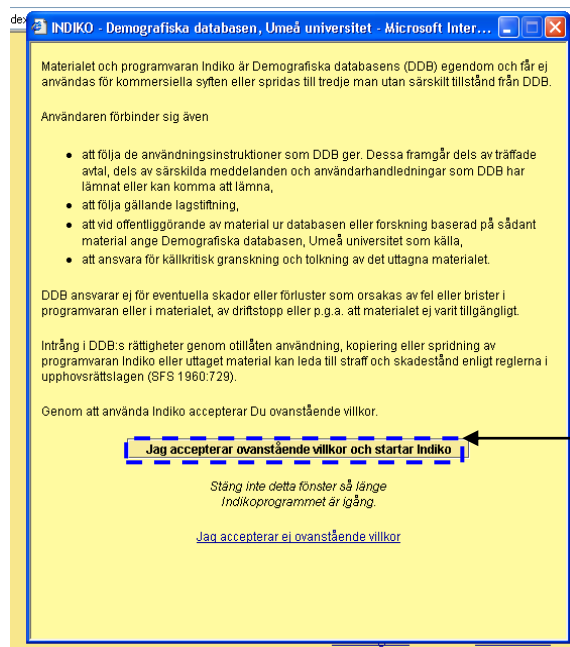 dex
INDIKO - Demografiska databasen, Umeå universitet - Microsoft Inter...
Materialet och programvaran Indiko är Demografiska databasens (DDB) egendom och får ej
användas för kommersiella syften eller spridas till tredje man utan särskilt tillstånd från DDB.
Användaren förbinder sig även
• att följa de användningsinstruktioner som DDB ger. Dessa framgår dels av träffade
avtal, dels av särskilda meddelanden och användarhandledningar som DDB har
lämnat eller kan komma att lämna,
• att följa gällande lagstiftning,
• att vid offentliggörande av material ur databasen eller forskning baserad på sådant
material ange Demografiska databasen, Umeå universitet som källa,
• att ansvara för källkritisk granskning och tolkning av det uttagna materialet.
DDB ansvarar ej för eventuella skador eller förluster som orsakas av fel eller brister i
programvaran eller i materialet, av driftstopp eller p.g.a. att materialet ej varit tillgängligt.
Intrång i DDB:s rättigheter genom otillåten användning, kopiering eller spridning av
programvaran Indiko eller uttaget material kan leda till straff och skadestånd enligt reglerna i
upphovsrättslagen (SFS 1960:729).
Genom att använda Indiko accepterar Du ovanstående villkor.
Jag accepterar ovanstående villkor och startar Indiko
Stäng inte detta fönster så länge
Indikoprogrammet är igång.
Jag accepterar ej ovanstående villkor